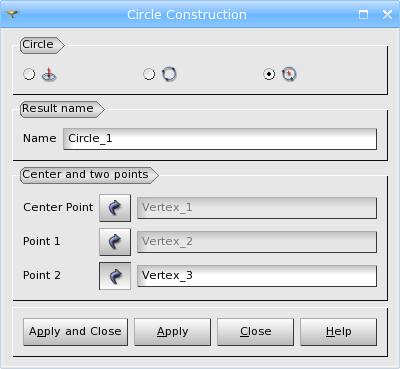 Circle Construction
Circle
Result name
Name Circle_1
Center and two points
Center Point Vertex_1
Point 1 Vertex_2
Point 2 Vertex_3
Apply and Close Apply Close Help